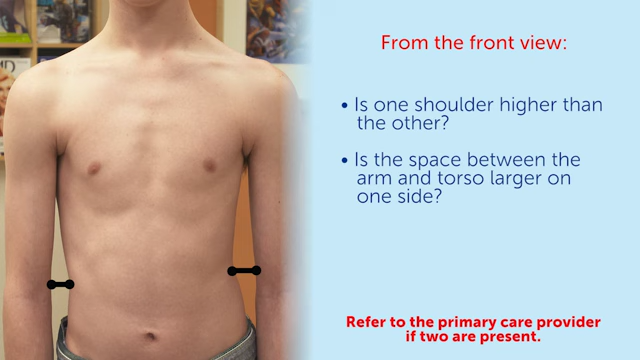 From the front view:
• Is one shoulder higher than
the other?
• Is the space between the
arm and torso larger on
one side?
Refer to the primary care provider
if two are present.